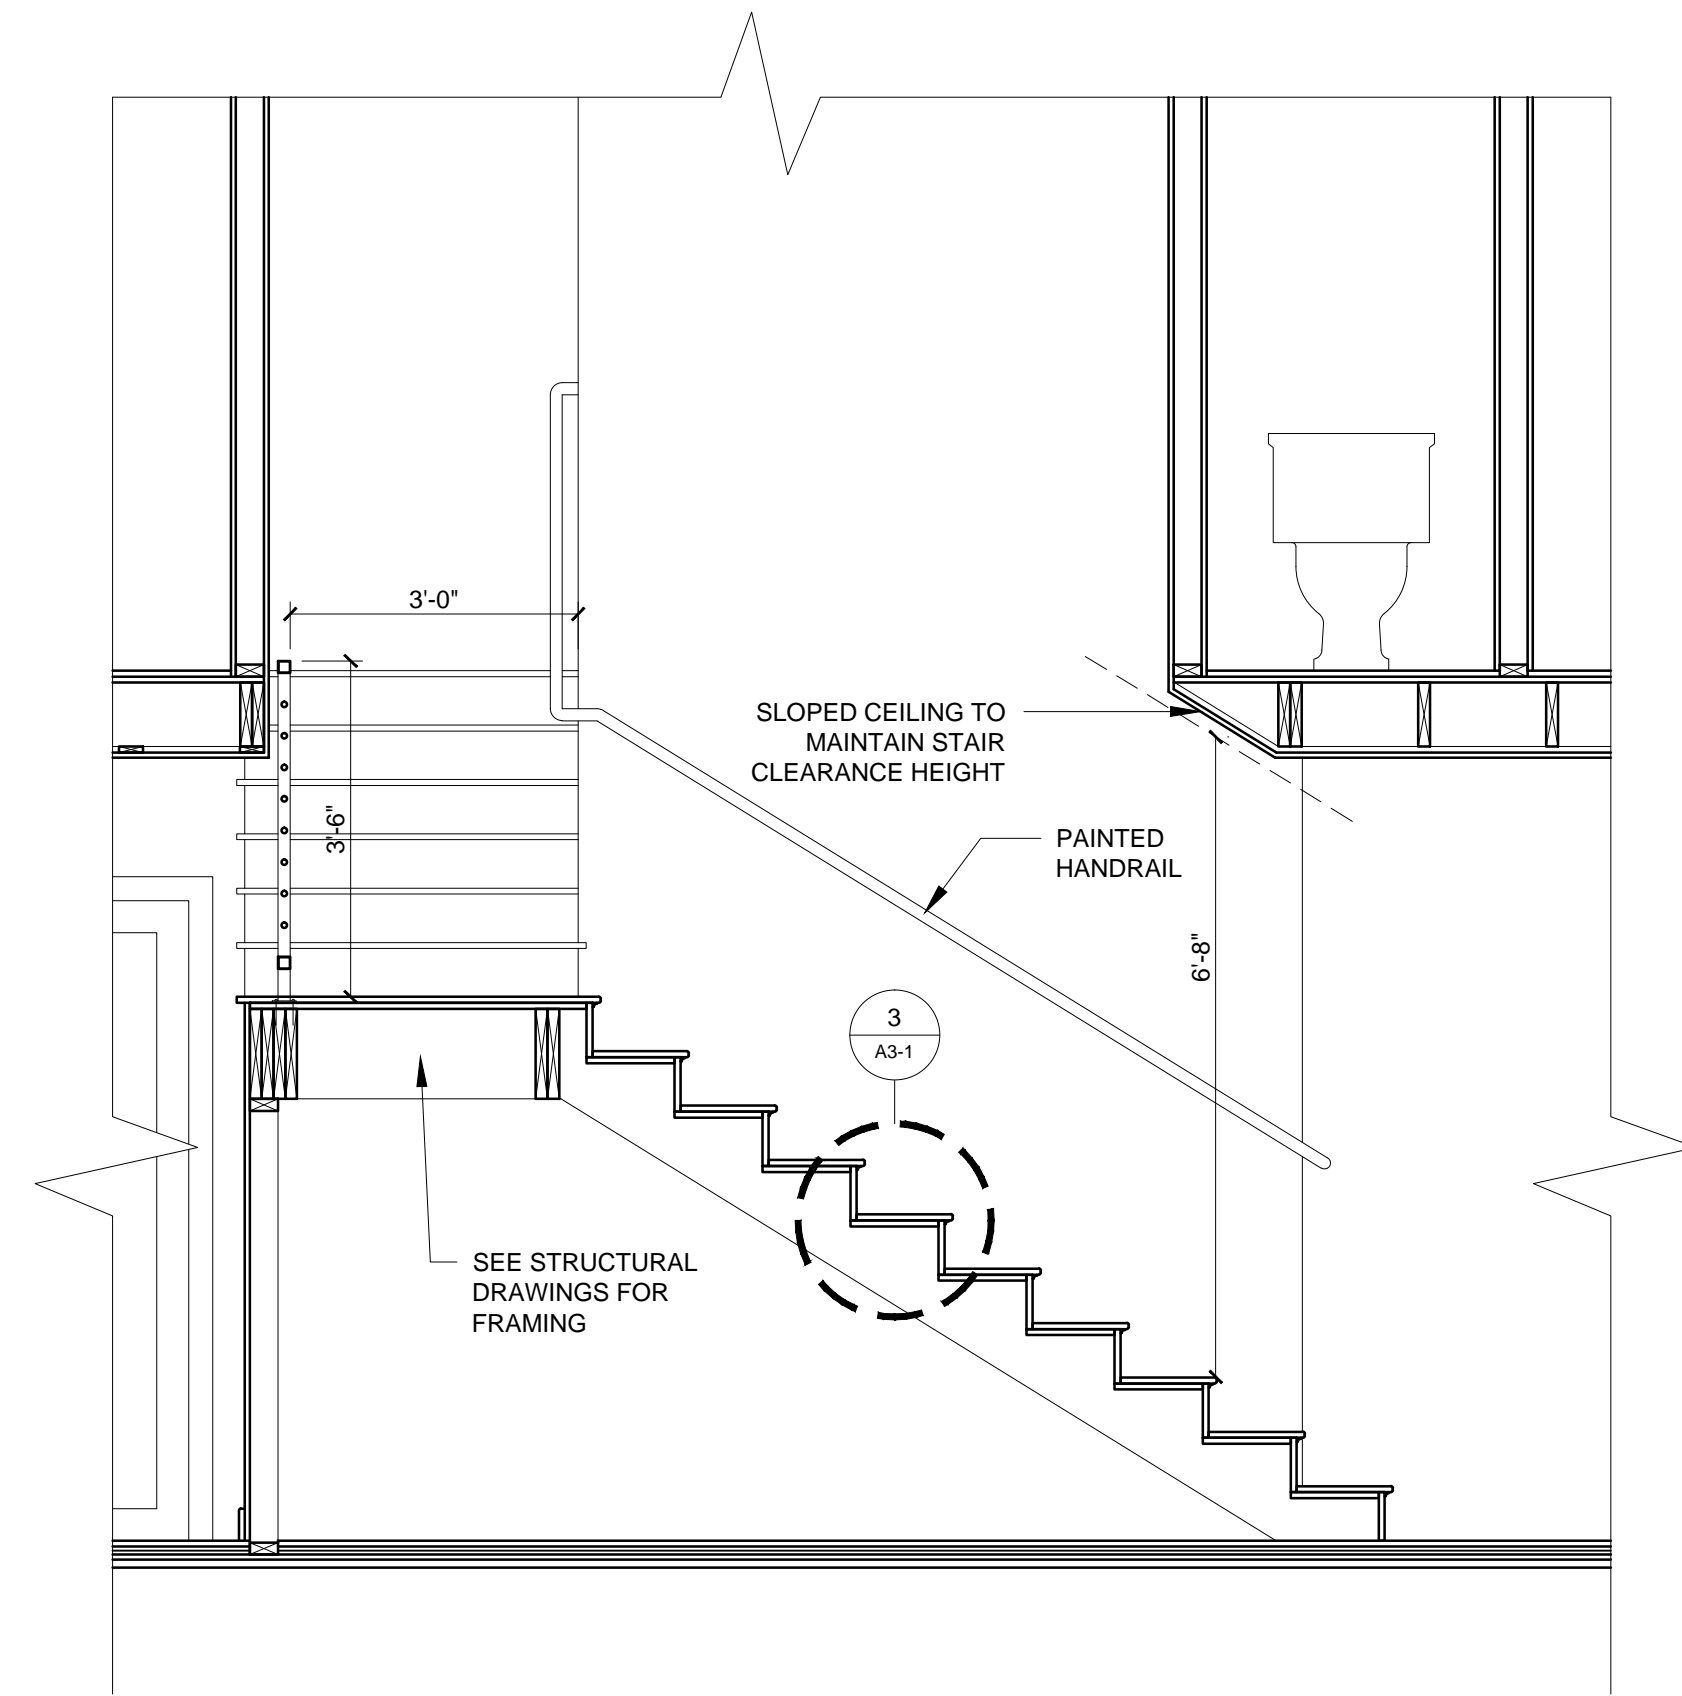 3'-0"
SLOPED CEILING TO
MAINTAIN STAIR
CLEARANCE HEIGHT
3'-6"
PAINTED
HANDRAIL
6'-8"
3
A3-1
SEE STRUCTURAL
DRAWINGS FOR
FRAMING